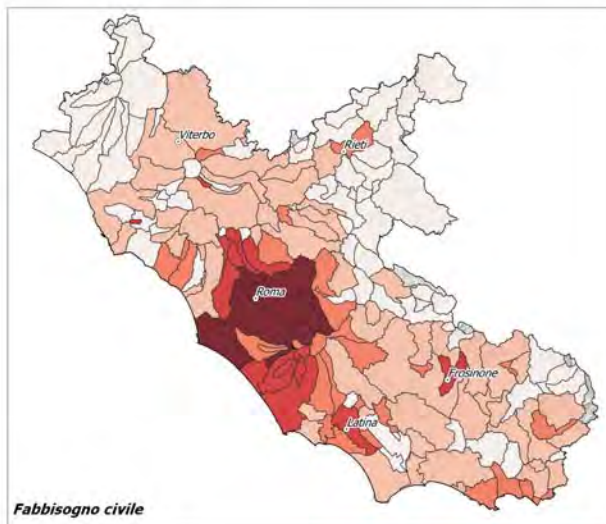 Viterbo
Rieti
Roma
Frosinone
Latina
Fabbisogno civile